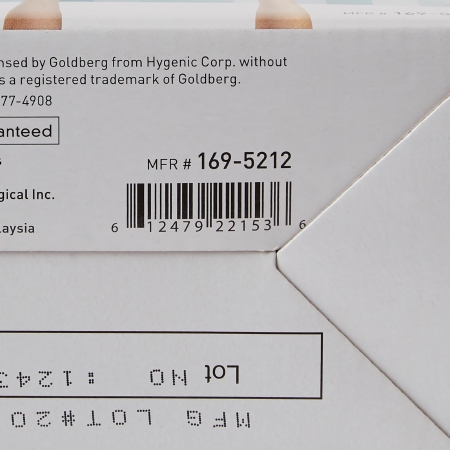 nsed by Goldberg from Hygenic Corp. without
s a registered trademark of Goldberg.
77-4908
anteed
s
MFR # 169-5212
gical Inc.
aysia
6 12479 22153 6
Lot NO :1243
MFG LOT#20